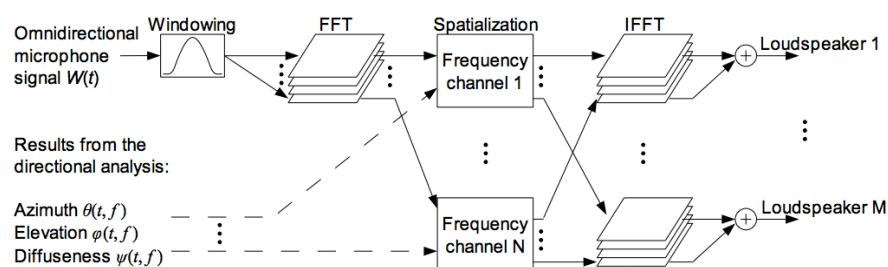 Windowing
FFT
Spatialization
IFFT
Omnidirectional
microphone
signal W(t)
Frequency
channel 1
Loudspeaker 1
Results from the
directional analysis:
Azimuth θ(t, f)
Elevation φ(t, f)
Diffuseness ψ(t, f)
Frequency
channel N
Loudspeaker M